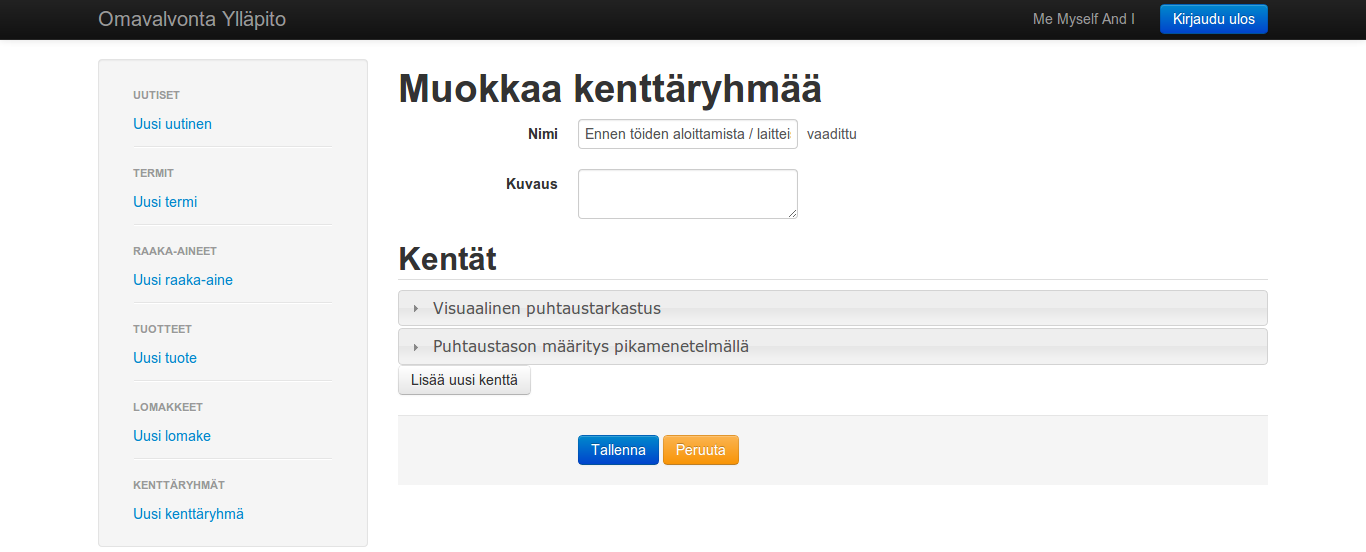 Omavalvonta Ylläpito
Me Myself And I
Kirjaudu ulos
UUTISET
Uusi uutinen
TERMIT
Uusi termi
RAAKA-AINEET
Uusi raaka-aine
TUOTTEET
Uusi tuote
LOMAKKEET
Uusi lomake
KENTTÄRYHMÄT
Uusi kenttäryhmä
Muokkaa kenttäryhmää
Nimi Ennen töiden aloittamista / laitteis vaadittu
Kuvaus
Kentät
Visuaalinen puhtaustarkastus
Puhtaustason määritys pikamenetelmällä
Lisää uusi kenttä
Tallenna Peruuta